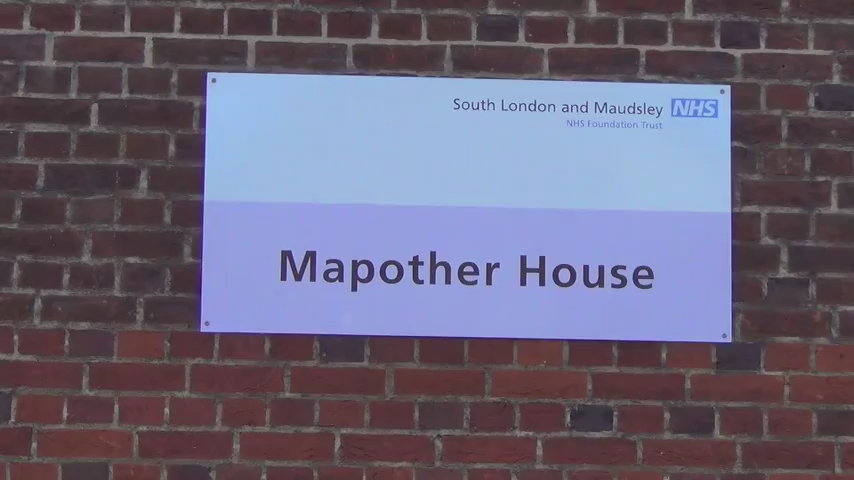 South London and Maudsley NHS
NHS Foundation Trust
Mapother House